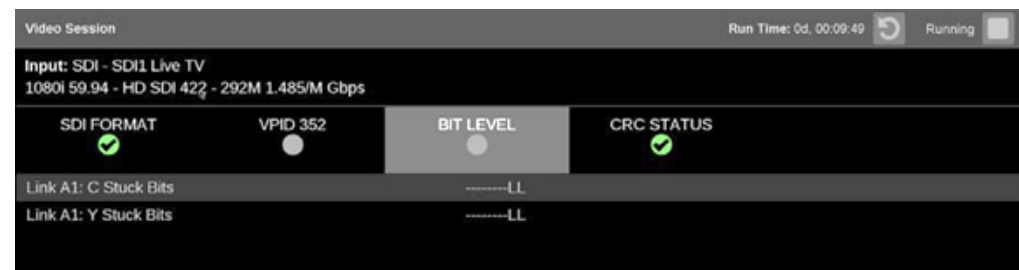 Video Session Run Time: 0d, 00:09:49 Running
Input: SDI - SDI1 Live TV
1080i 59.94 - HD SDI 422 - 292M 1.485/M Gbps
SDI FORMAT VPID 352 BIT LEVEL CRC STATUS
Link A1: C Stuck Bits --------LL
Link A1: Y Stuck Bits --------LL